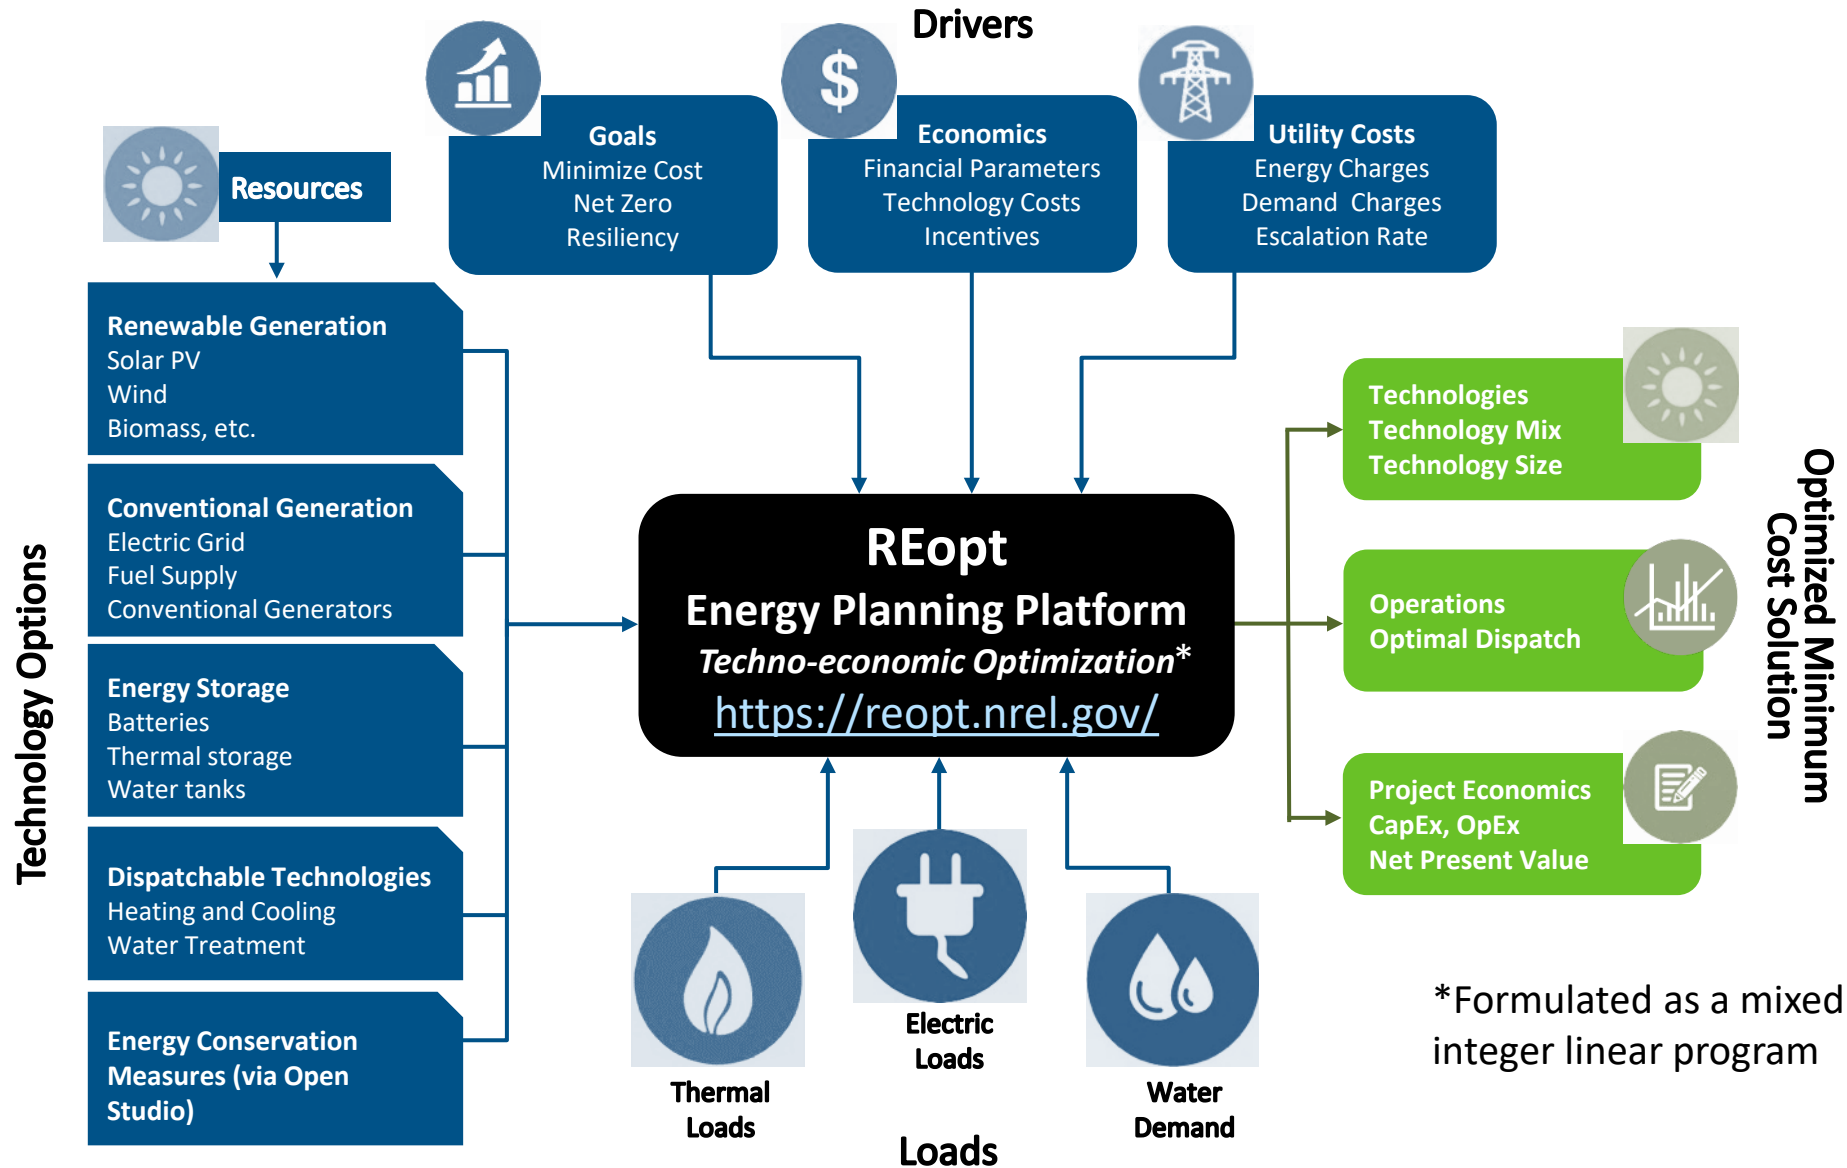 Drivers
Goals
Minimize Cost
Net Zero
Resiliency
Economics
Financial Parameters
Technology Costs
Incentives
Utility Costs
Energy Charges
Demand  Charges
Escalation Rate
Resources
Technology Options
Renewable Generation
Solar PV
Wind
Biomass, etc.
Conventional Generation
Electric Grid
Fuel Supply
Conventional Generators
Energy Storage
Batteries
Thermal storage
Water tanks
Dispatchable Technologies
Heating and Cooling
Water Treatment
Energy Conservation
Measures (via Open
Studio)
REopt
Energy Planning Platform
Techno-economic Optimization*
https://reopt.nrel.gov/
Thermal
Loads
Electric
Loads
Water
Demand
Loads
Technologies
Technology Mix
Technology Size
Operations
Optimal Dispatch
Project Economics
CapEx, OpEx
Net Present Value
Optimized Minimum
Cost Solution
*Formulated as a mixed
integer linear program